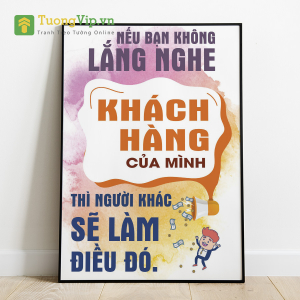 TuongVip.vn
Tranh Treo Tường Online
NẾU BẠN KHÔNG
LẮNG NGHE
KHÁCH
HÀNG
CỦA MÌNH
THÌ NGƯỜI KHÁC
SẼ LÀM
ĐIỀU ĐÓ.